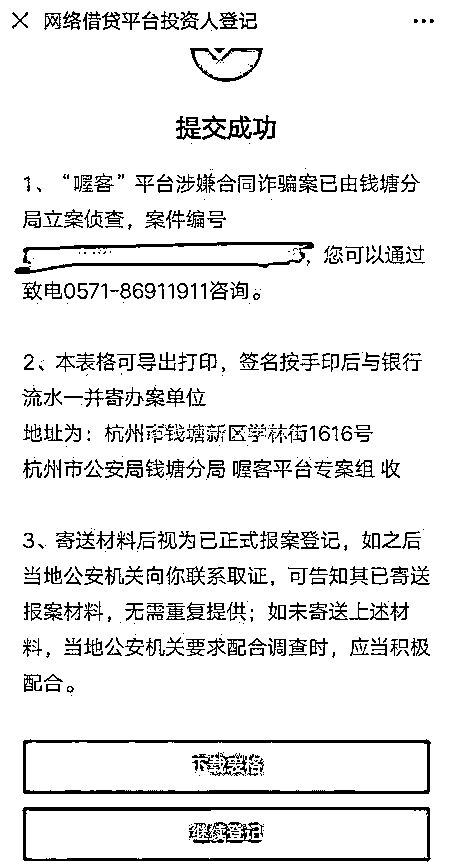 网络借贷平台投资人登记
提交成功
1、“喔客”平台涉嫌合同诈骗案已由钱塘分
局立案侦查，案件编号
，您可以通过
致电0571-86911911咨询。
2、本表格可导出打印，签名按手印后与银行
流水一并寄办案单位
地址为：杭州市钱塘新区学林街1616号
杭州市公安局钱塘分局 喔客平台专案组 收
3、寄送材料后视为已正式报案登记，如之后
当地公安机关向你联系取证，可告知其已寄送
报案材料，无需重复提供；如未寄送上述材
料，当地公安机关要求配合调查时，应当积极
配合。
下载表格
继续登记